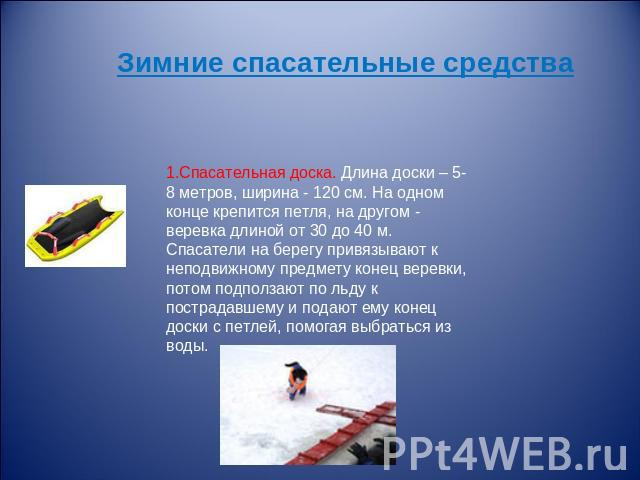 Зимние спасательные средства
1.Спасательная доска. Длина доски – 5-
8 метров, ширина - 120 см. На одном
конце крепится петля, на другом -
веревка длиной от 30 до 40 м.
Спасатели на берегу привязывают к
неподвижному предмету конец веревки,
потом подползают по льду к
пострадавшему и подают ему конец
доски с петлей, помогая выбраться из
воды.
PPt4WEB.ru